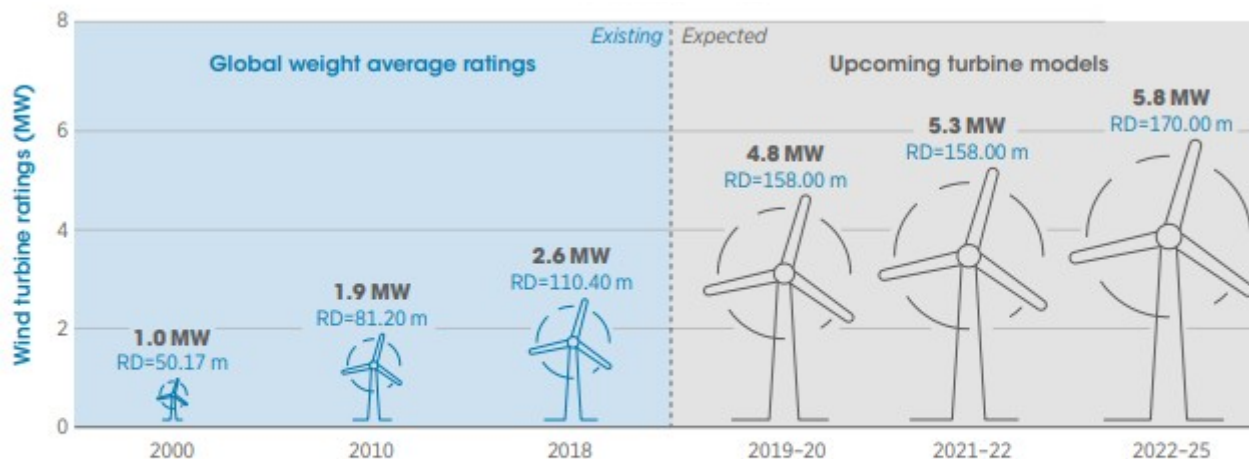 8
Existing
Expected
Global weight average ratings
Upcoming turbine models
Wind turbine ratings (MW)
6
4
2
0
1.0 MW
RD=50.17 m
1.9 MW
RD=81.20 m
2.6 MW
RD=110.40 m
4.8 MW
RD=158.00 m
5.3 MW
RD=158.00 m
5.8 MW
RD=170.00 m
2000
2010
2018
2019-20
2021-22
2022-25